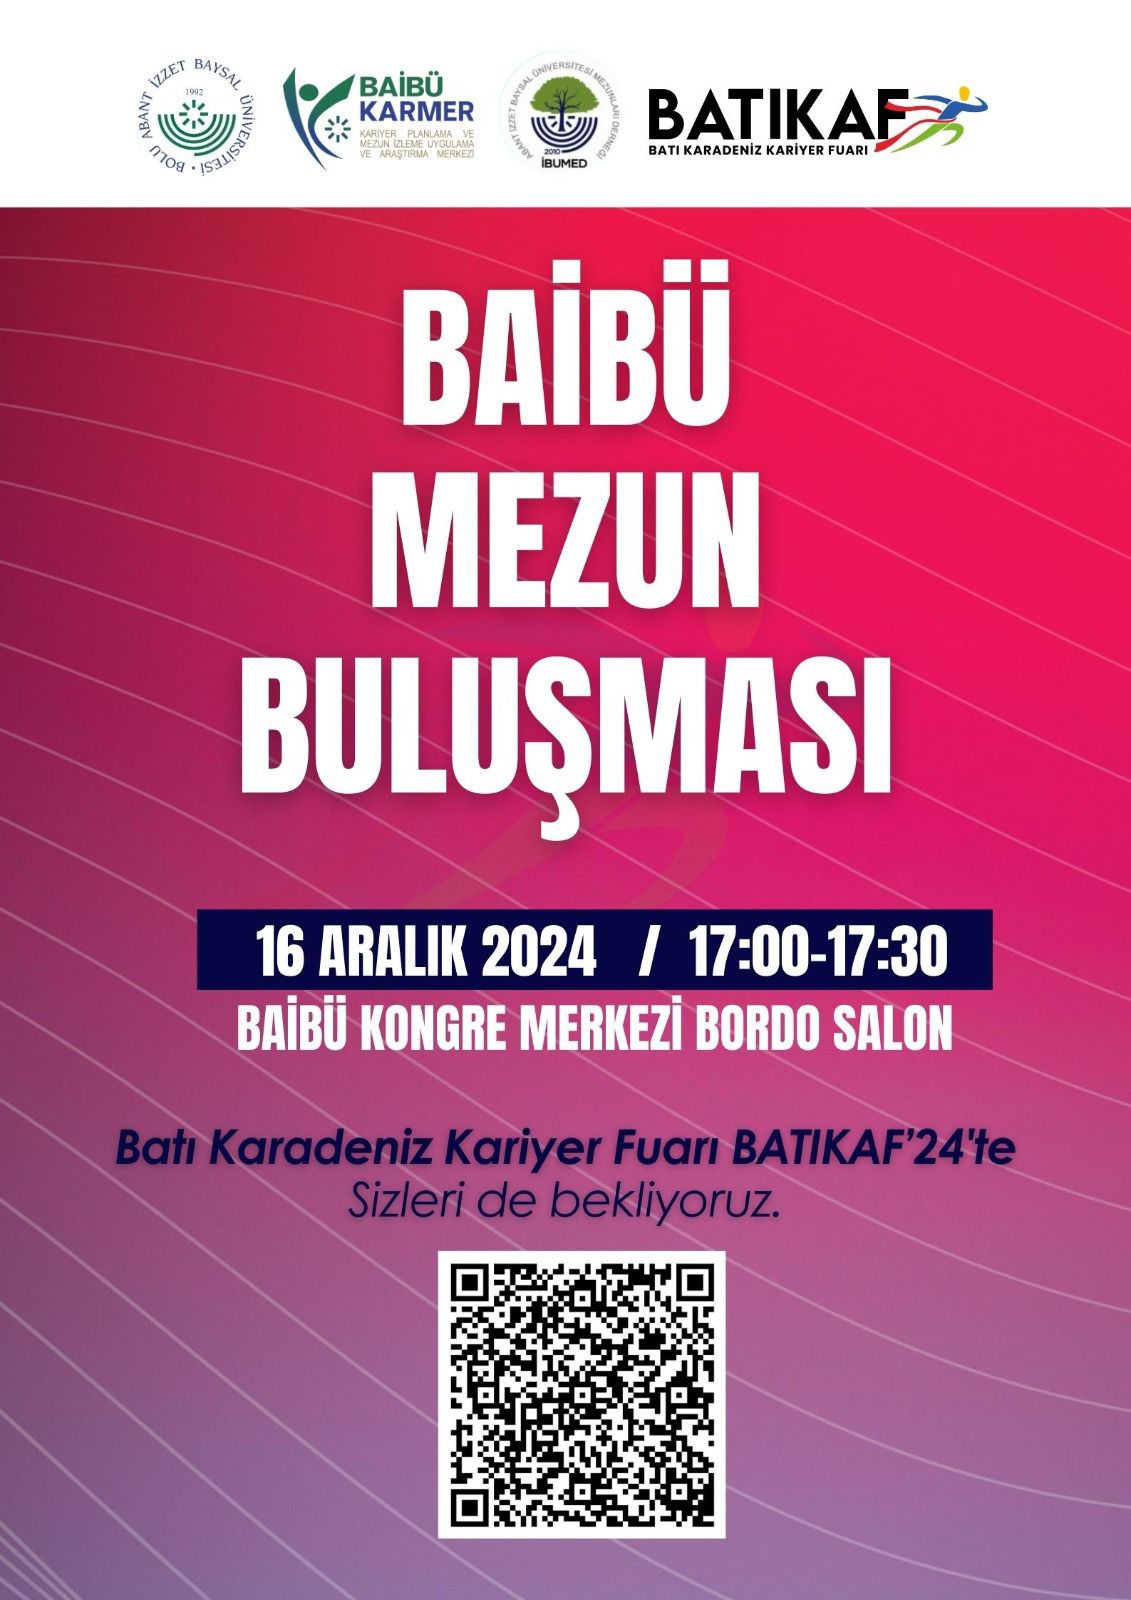 BOLU ABANT İZZET BAYSAL ÜNİVERSİTESİ
1992
BAİBÜ
KARMER
KARİYER PLANLAMA VE
MEZUN İZLEME UYGULAMA
VE ARAŞTIRMA MERKEZİ
ABANT İZZET BAYSAL ÜNİVERSİTESİ MEZUNLARI DERNEĞİ
2010
İBUMED
BATIKAF
BATI KARADENİZ KARİYER FUARI
BAİBÜ
MEZUN
BULUŞMASI
16 ARALIK 2024 / 17:00-17:30
BAİBÜ KONGRE MERKEZİ BORDO SALON
Batı Karadeniz Kariyer Fuarı BATIKAF’24'te
Sizleri de bekliyoruz.